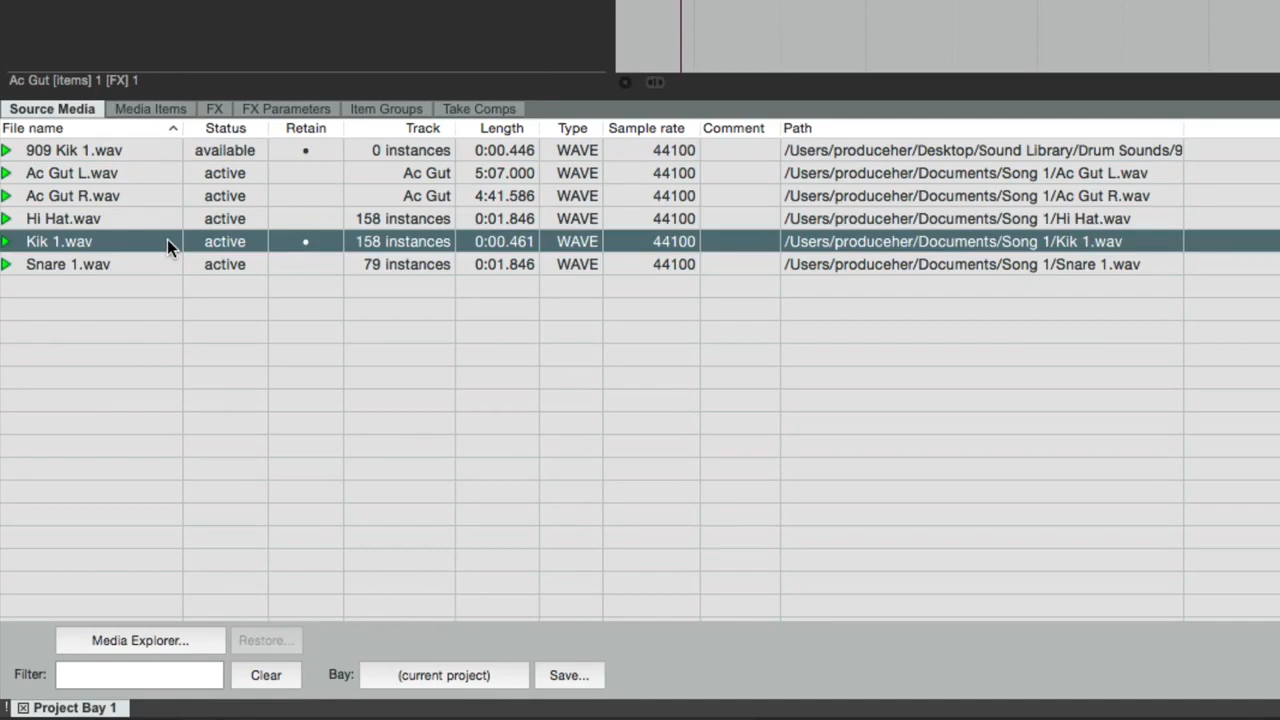 Ac Gut [items] 1 [FX] 1
Source Media Media Items FX FX Parameters Item Groups Take Comps
File name Status Retain Track Length Type Sample rate Comment Path
909 Kik 1.wav available • 0 instances 0:00.446 WAVE 44100 /Users/produceher/Desktop/Sound Library/Drum Sounds/9
Ac Gut L.wav active Ac Gut 5:07.000 WAVE 44100 /Users/produceher/Documents/Song 1/Ac Gut L.wav
Ac Gut R.wav active Ac Gut 4:41.586 WAVE 44100 /Users/produceher/Documents/Song 1/Ac Gut R.wav
Hi Hat.wav active 158 instances 0:01.846 WAVE 44100 /Users/produceher/Documents/Song 1/Hi Hat.wav
Kik 1.wav active • 158 instances 0:00.461 WAVE 44100 /Users/produceher/Documents/Song 1/Kik 1.wav
Snare 1.wav active 79 instances 0:01.846 WAVE 44100 /Users/produceher/Documents/Song 1/Snare 1.wav
Media Explorer... Restore...
Filter: Clear Bay: (current project) Save...
! Project Bay 1